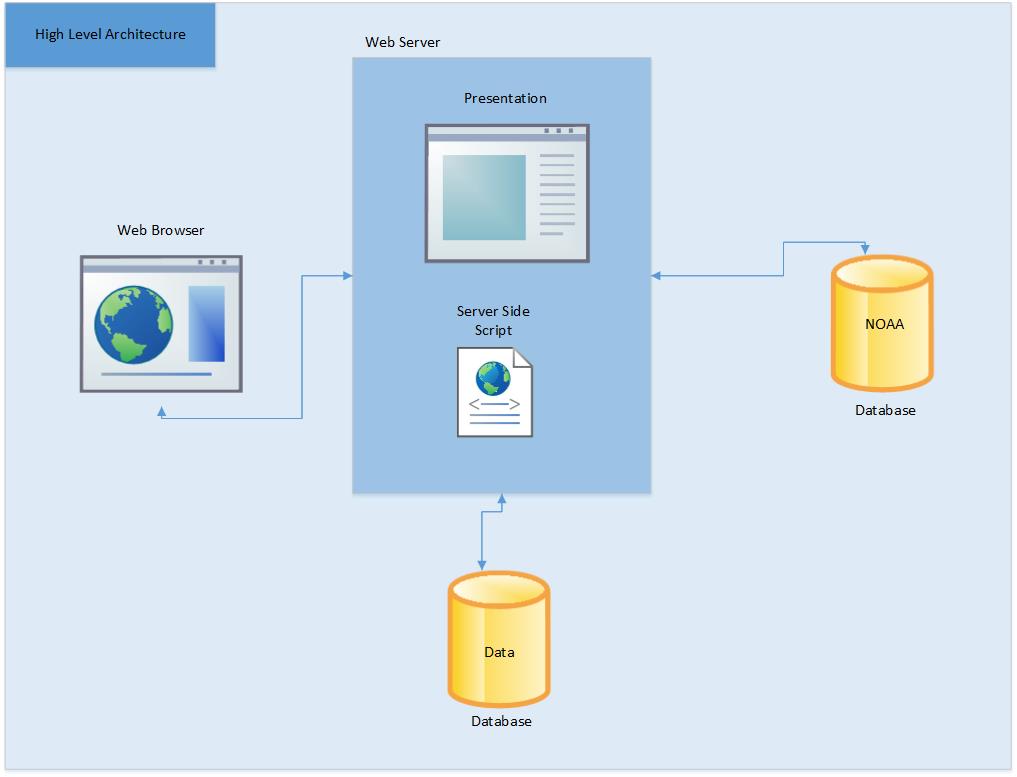 High Level Architecture
Web Server
Presentation
Web Browser
Server Side
Script
NOAA
Database
Data
Database